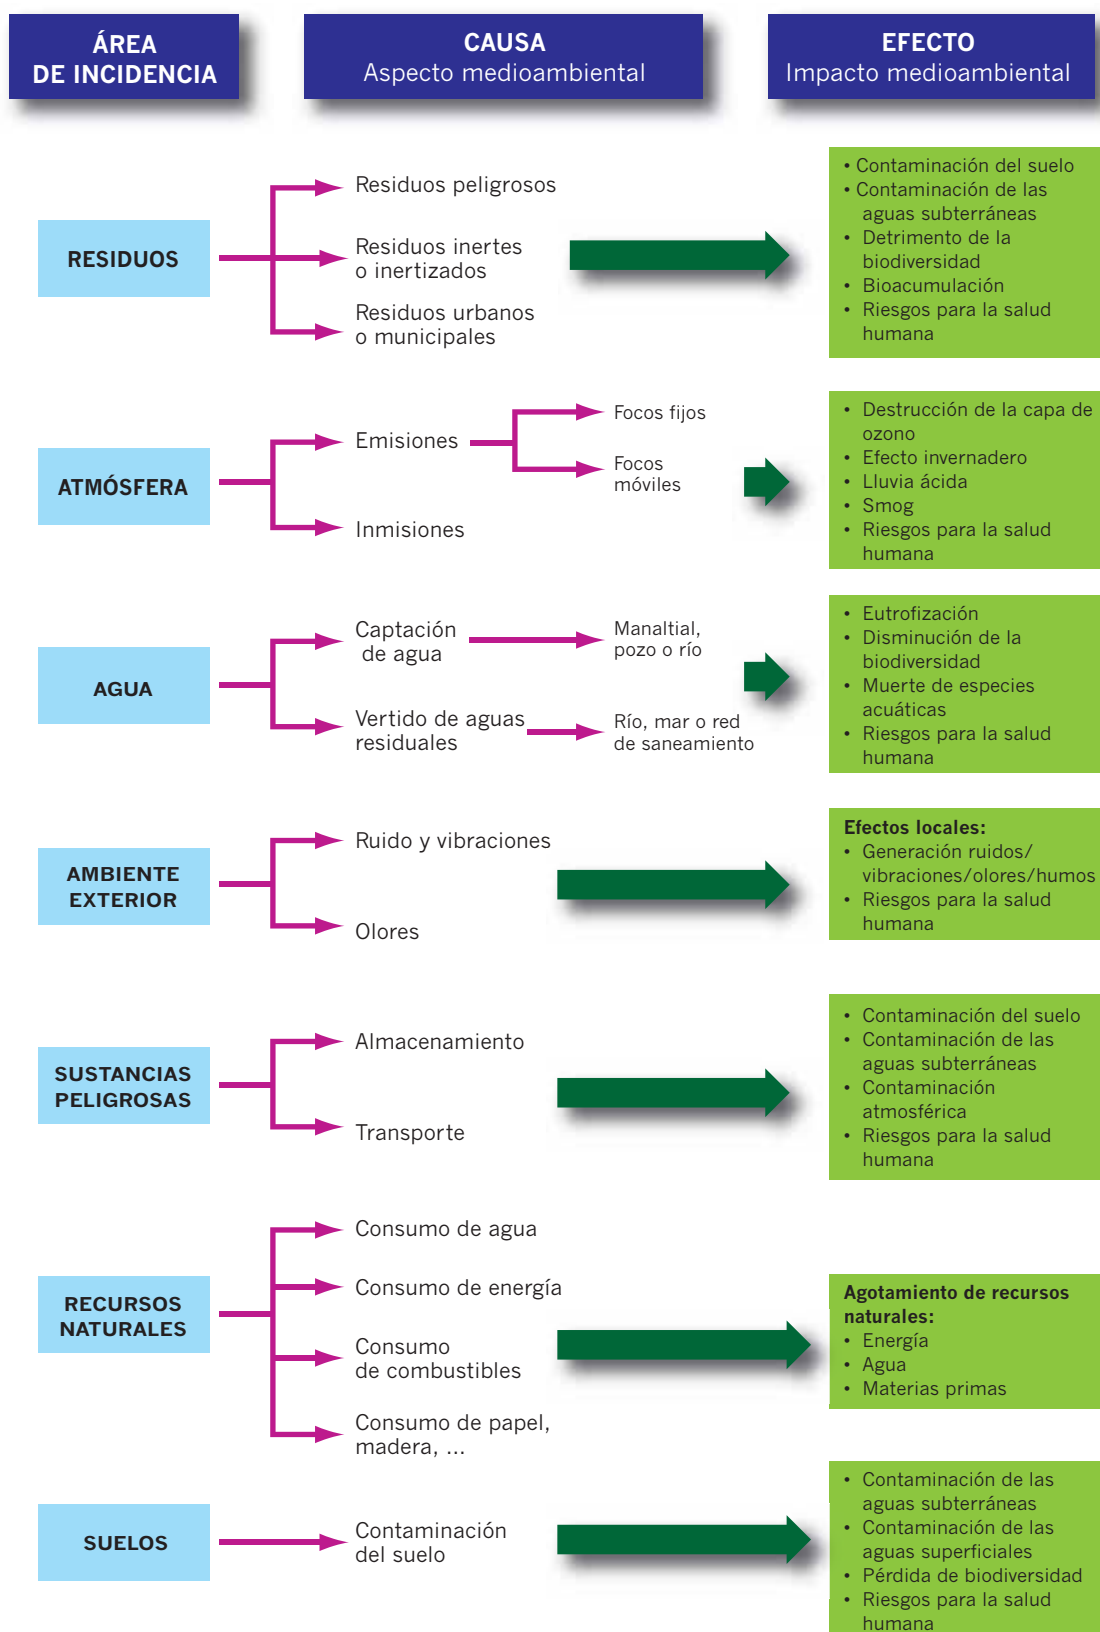 ÁREA
DE INCIDENCIA
CAUSA
Aspecto medioambiental
EFECTO
Impacto medioambiental
RESIDUOS
Residuos peligrosos
Residuos inertes
o inertizados
Residuos urbanos
o municipales
• Contaminación del suelo
• Contaminación de las
aguas subterráneas
• Detrimento de la
biodiversidad
• Bioacumulación
• Riesgos para la salud
humana
ATMÓSFERA
Emisiones
Focos fijos
Focos
móviles
Inmisiones
• Destrucción de la capa de
ozono
• Efecto invernadero
• Lluvia ácida
• Smog
• Riesgos para la salud
humana
AGUA
Captación
de agua
Manaltial,
pozo o río
Vertido de aguas
residuales
Río, mar o red
de saneamiento
• Eutrofización
• Disminución de la
biodiversidad
• Muerte de especies
acuáticas
• Riesgos para la salud
humana
AMBIENTE
EXTERIOR
Ruido y vibraciones
Olores
Efectos locales:
• Generación ruidos/
vibraciones/olores/humos
• Riesgos para la salud
humana
SUSTANCIAS
PELIGROSAS
Almacenamiento
Transporte
• Contaminación del suelo
• Contaminación de las
aguas subterráneas
• Contaminación
atmosférica
• Riesgos para la salud
humana
RECURSOS
NATURALES
Consumo de agua
Consumo de energía
Consumo
de combustibles
Consumo de papel,
madera, ...
Agotamiento de recursos
naturales:
• Energía
• Agua
• Materias primas
SUELOS
Contaminación
del suelo
• Contaminación de las
aguas subterráneas
• Contaminación de las
aguas superficiales
• Pérdida de biodiversidad
• Riesgos para la salud
humana